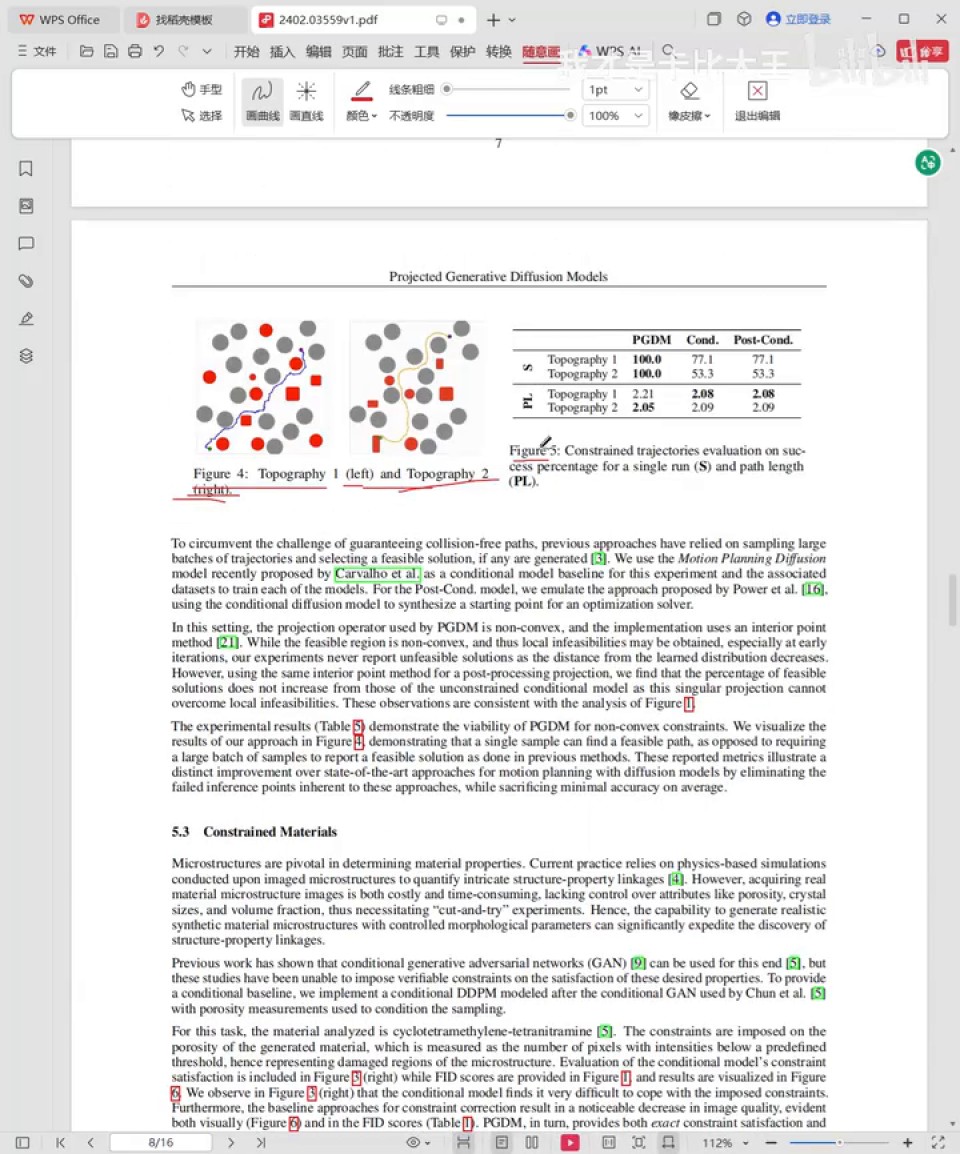 WPS Office
找稻壳模板
2402.03559v1.pdf
立即登录
文件
开始 插入 编辑 页面 批注 工具 保护 转换 随意画 WPS AI
分享
我才是卡比大王
bilibili
手型
选择
画曲线
画直线
颜色
线条粗细
1pt
不透明度
100%
橡皮擦
退出编辑
7
Projected Generative Diffusion Models
Figure 4: Topography 1 (left) and Topography 2
(right).
PGDM Cond. Post-Cond.
S
Topography 1 100.0 77.1 77.1
Topography 2 100.0 53.3 53.3
PL
Topography 1 2.21 2.08 2.08
Topography 2 2.05 2.09 2.09
Figure 5: Constrained trajectories evaluation on suc-
cess percentage for a single run (S) and path length
(PL).
To circumvent the challenge of guaranteeing collision-free paths, previous approaches have relied on sampling large
batches of trajectories and selecting a feasible solution, if any are generated [3]. We use the Motion Planning Diffusion
model recently proposed by Carvalho et al. as a conditional model baseline for this experiment and the associated
datasets to train each of the models. For the Post-Cond. model, we emulate the approach proposed by Power et al. [16],
using the conditional diffusion model to synthesize a starting point for an optimization solver.
In this setting, the projection operator used by PGDM is non-convex, and the implementation uses an interior point
method [21]. While the feasible region is non-convex, and thus local infeasibilities may be obtained, especially at early
iterations, our experiments never report unfeasible solutions as the distance from the learned distribution decreases.
However, using the same interior point method for a post-processing projection, we find that the percentage of feasible
solutions does not increase from those of the unconstrained conditional model as this singular projection cannot
overcome local infeasibilities. These observations are consistent with the analysis of Figure 1.
The experimental results (Table 5) demonstrate the viability of PGDM for non-convex constraints. We visualize the
results of our approach in Figure 4, demonstrating that a single sample can find a feasible path, as opposed to requiring
a large batch of samples to report a feasible solution as done in previous methods. These reported metrics illustrate a
distinct improvement over state-of-the-art approaches for motion planning with diffusion models by eliminating the
failed inference points inherent to these approaches, while sacrificing minimal accuracy on average.
5.3 Constrained Materials
Microstructures are pivotal in determining material properties. Current practice relies on physics-based simulations
conducted upon imaged microstructures to quantify intricate structure-property linkages [4]. However, acquiring real
material microstructure images is both costly and time-consuming, lacking control over attributes like porosity, crystal
sizes, and volume fraction, thus necessitating “cut-and-try” experiments. Hence, the capability to generate realistic
synthetic material microstructures with controlled morphological parameters can significantly expedite the discovery of
structure-property linkages.
Previous work has shown that conditional generative adversarial networks (GAN) [9] can be used for this end [5], but
these studies have been unable to impose verifiable constraints on the satisfaction of these desired properties. To provide
a conditional baseline, we implement a conditional DDPM modeled after the conditional GAN used by Chun et al. [5]
with porosity measurements used to condition the sampling.
For this task, the material analyzed is cyclotetramethylene-tetranitramine [5]. The constraints are imposed on the
porosity of the generated material, which is measured as the number of pixels with intensities below a predefined
threshold, hence representing damaged regions of the microstructure. Evaluation of the conditional model’s constraint
satisfaction is included in Figure 3 (right) while FID scores are provided in Figure 1, and results are visualized in Figure
6. We observe in Figure 3 (right) that the conditional model finds it very difficult to cope with the imposed constraints.
Furthermore, the baseline approaches for constraint correction result in a noticeable decrease in image quality, evident
both visually (Figure 6) and in the FID scores (Table 1). PGDM, in turn, provides both exact constraint satisfaction and
8/16
112%